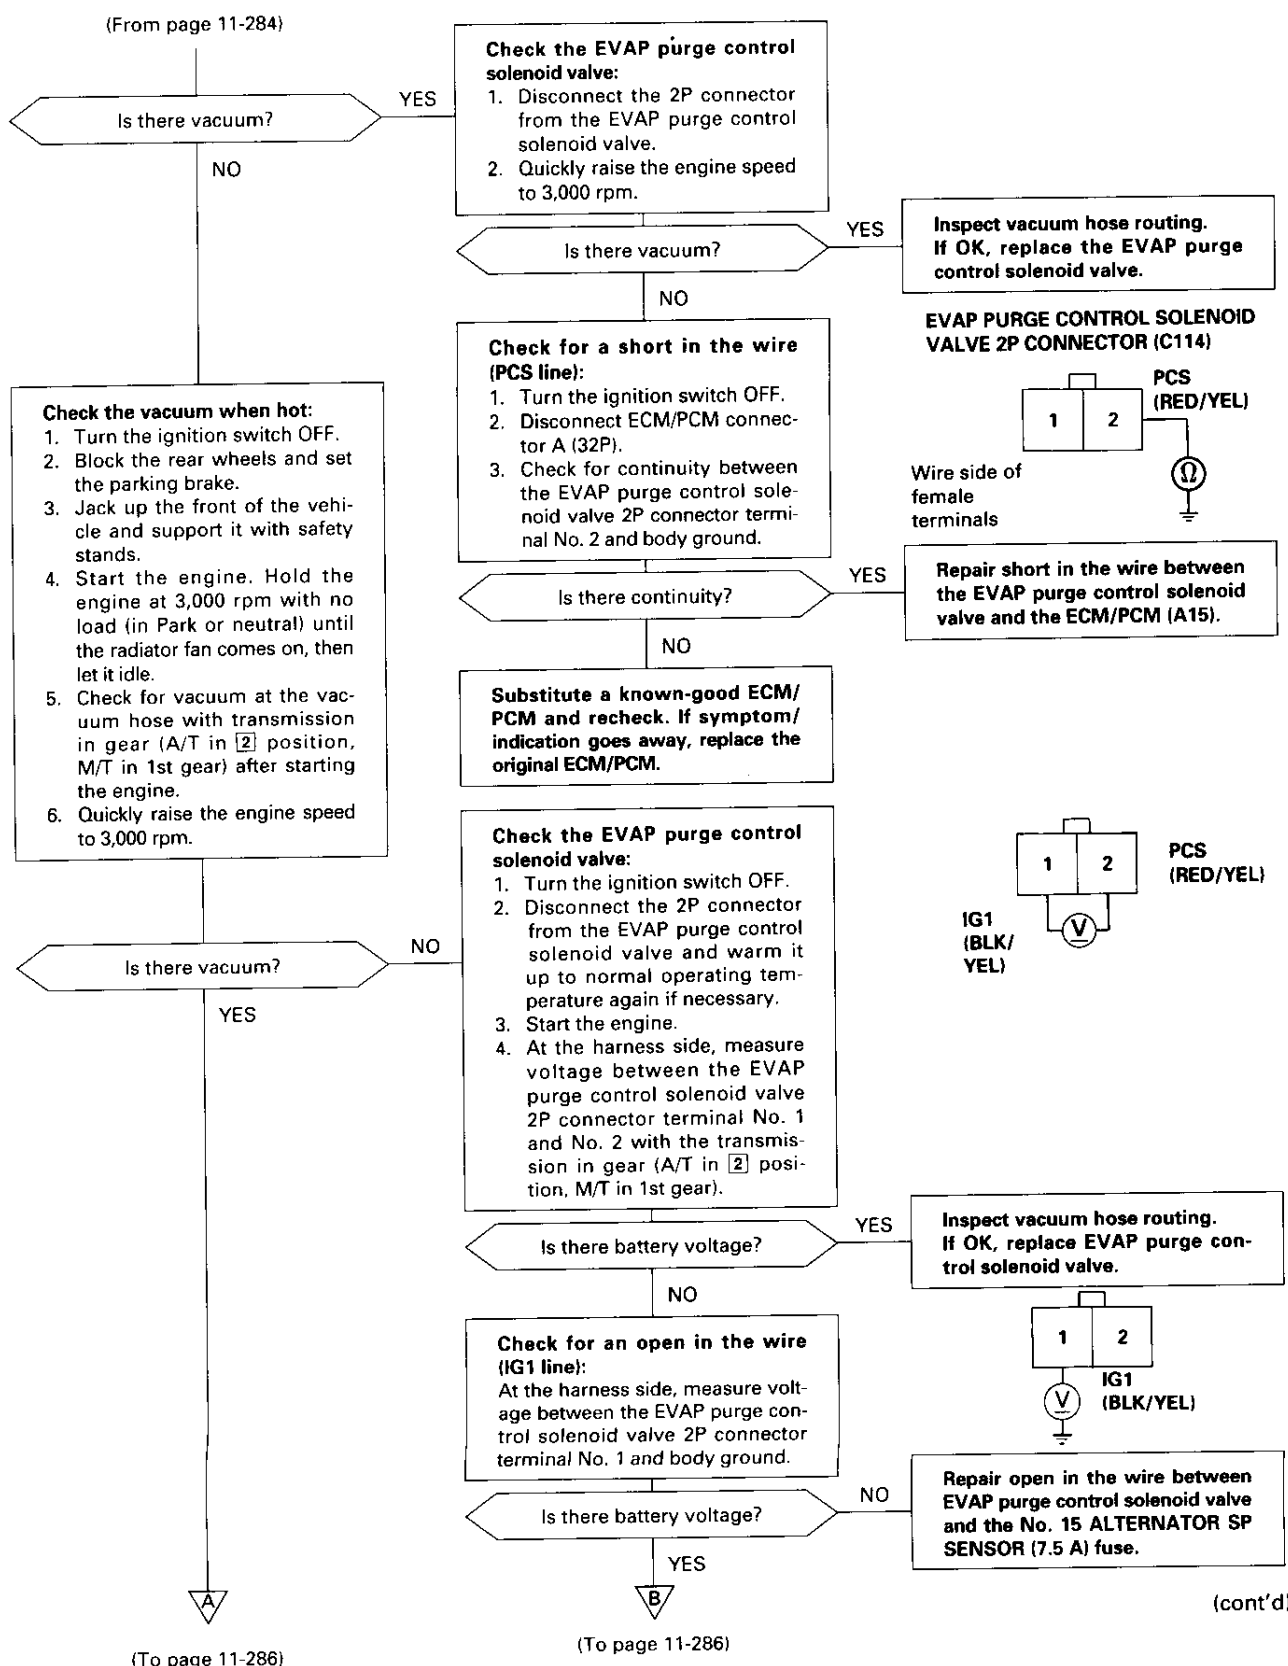 (From page 11-284)
Is there vacuum?
YES
NO
Check the EVAP purge control
solenoid valve:
1. Disconnect the 2P connector
from the EVAP purge control
solenoid valve.
2. Quickly raise the engine speed
to 3,000 rpm.
Is there vacuum?
YES
Inspect vacuum hose routing.
If OK, replace the EVAP purge
control solenoid valve.
NO
EVAP PURGE CONTROL SOLENOID
VALVE 2P CONNECTOR (C114)
PCS
(RED/YEL)
1 2
Ω
Wire side of
female
terminals
Check for a short in the wire
(PCS line):
1. Turn the ignition switch OFF.
2. Disconnect ECM/PCM connec-
tor A (32P).
3. Check for continuity between
the EVAP purge control sole-
noid valve 2P connector termi-
nal No. 2 and body ground.
Is there continuity?
YES
Repair short in the wire between
the EVAP purge control solenoid
valve and the ECM/PCM (A15).
NO
Substitute a known-good ECM/
PCM and recheck. If symptom/
indication goes away, replace the
original ECM/PCM.
Check the vacuum when hot:
1. Turn the ignition switch OFF.
2. Block the rear wheels and set
the parking brake.
3. Jack up the front of the vehi-
cle and support it with safety
stands.
4. Start the engine. Hold the
engine at 3,000 rpm with no
load (in Park or neutral) until
the radiator fan comes on, then
let it idle.
5. Check for vacuum at the vac-
uum hose with transmission
in gear (A/T in 2 position,
M/T in 1st gear) after starting
the engine.
6. Quickly raise the engine speed
to 3,000 rpm.
Is there vacuum?
NO
YES
Check the EVAP purge control
solenoid valve:
1. Turn the ignition switch OFF.
2. Disconnect the 2P connector
from the EVAP purge control
solenoid valve and warm it
up to normal operating tem-
perature again if necessary.
3. Start the engine.
4. At the harness side, measure
voltage between the EVAP
purge control solenoid valve
2P connector terminal No. 1
and No. 2 with the transmis-
sion in gear (A/T in 2 posi-
tion, M/T in 1st gear).
1 2
PCS
(RED/YEL)
IG1
(BLK/
YEL)
V
Is there battery voltage?
YES
Inspect vacuum hose routing.
If OK, replace EVAP purge con-
trol solenoid valve.
NO
Check for an open in the wire
(IG1 line):
At the harness side, measure volt-
age between the EVAP purge con-
trol solenoid valve 2P connector
terminal No. 1 and body ground.
1 2
IG1
(BLK/YEL)
V
Is there battery voltage?
NO
Repair open in the wire between
EVAP purge control solenoid valve
and the No. 15 ALTERNATOR SP
SENSOR (7.5 A) fuse.
YES
A
(To page 11-286)
B
(To page 11-286)
(cont'd)